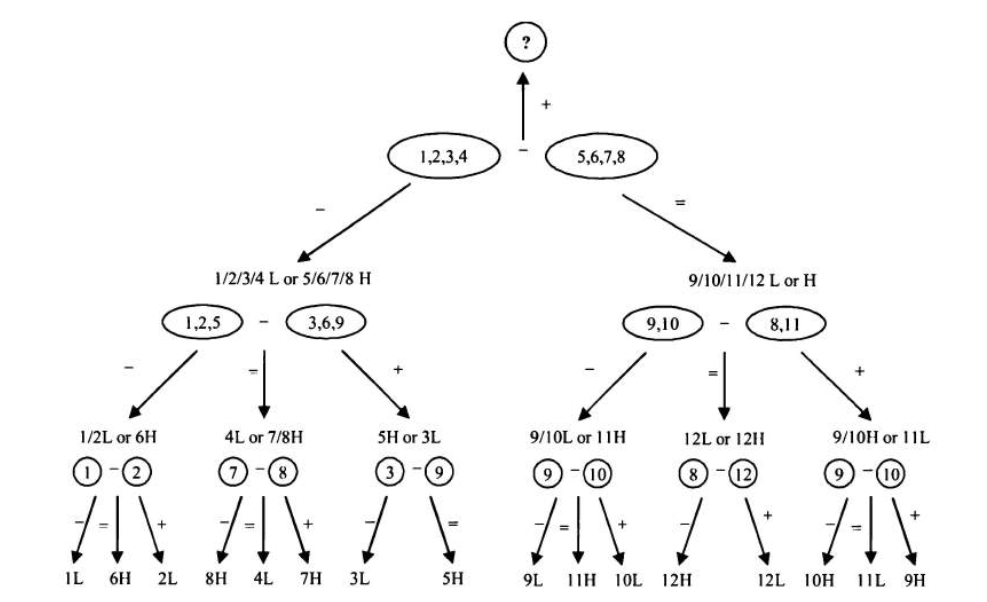 ?
+
1,2,3,4 – 5,6,7,8
– =
1/2/3/4 L or 5/6/7/8 H 9/10/11/12 L or H
1,2,5 – 3,6,9 9,10 – 8,11
– = + – = +
1/2L or 6H 4L or 7/8H 5H or 3L 9/10L or 11H 12L or 12H 9/10H or 11L
1 – 2 7 – 8 3 – 9 9 – 10 8 – 12 9 – 10
– = + – = + – = – = + – + – = +
1L 6H 2L 8H 4L 7H 3L 5H 9L 11H 10L 12H 12L 10H 11L 9H